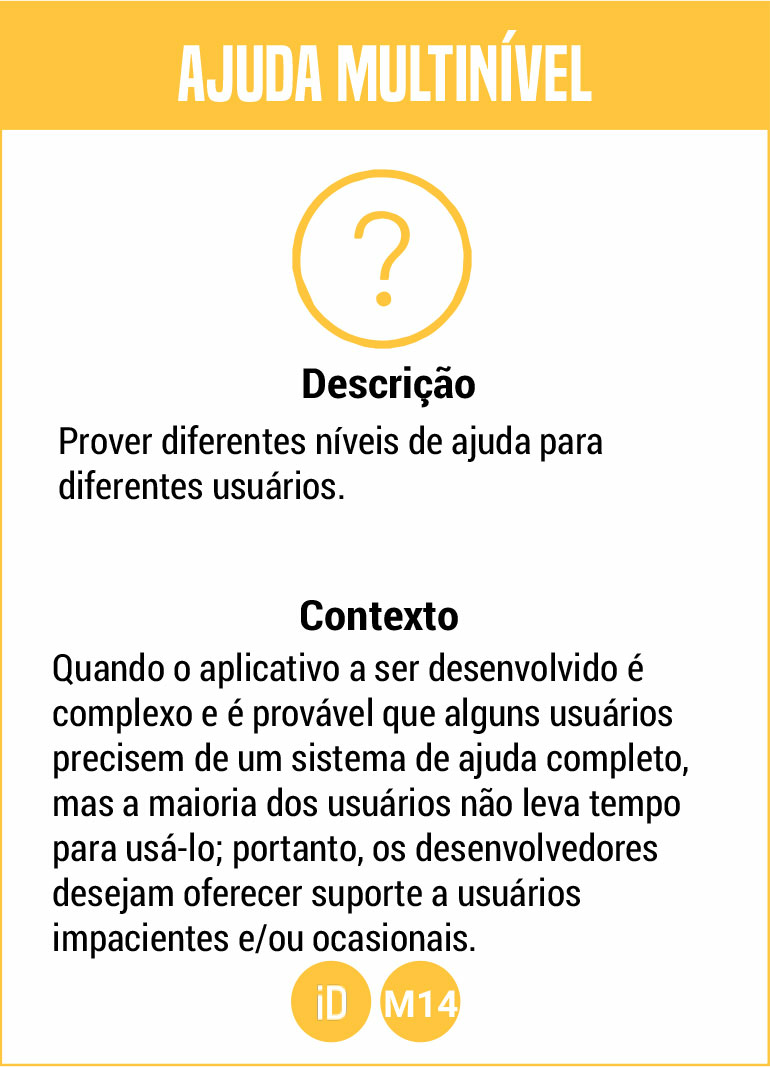 AJUDA MULTINÍVEL
?
Descrição
Prover diferentes níveis de ajuda para
diferentes usuários.
Contexto
Quando o aplicativo a ser desenvolvido é
complexo e é provável que alguns usuários
precisem de um sistema de ajuda completo,
mas a maioria dos usuários não leva tempo
para usá-lo; portanto, os desenvolvedores
desejam oferecer suporte a usuários
impacientes e/ou ocasionais.
iD M14